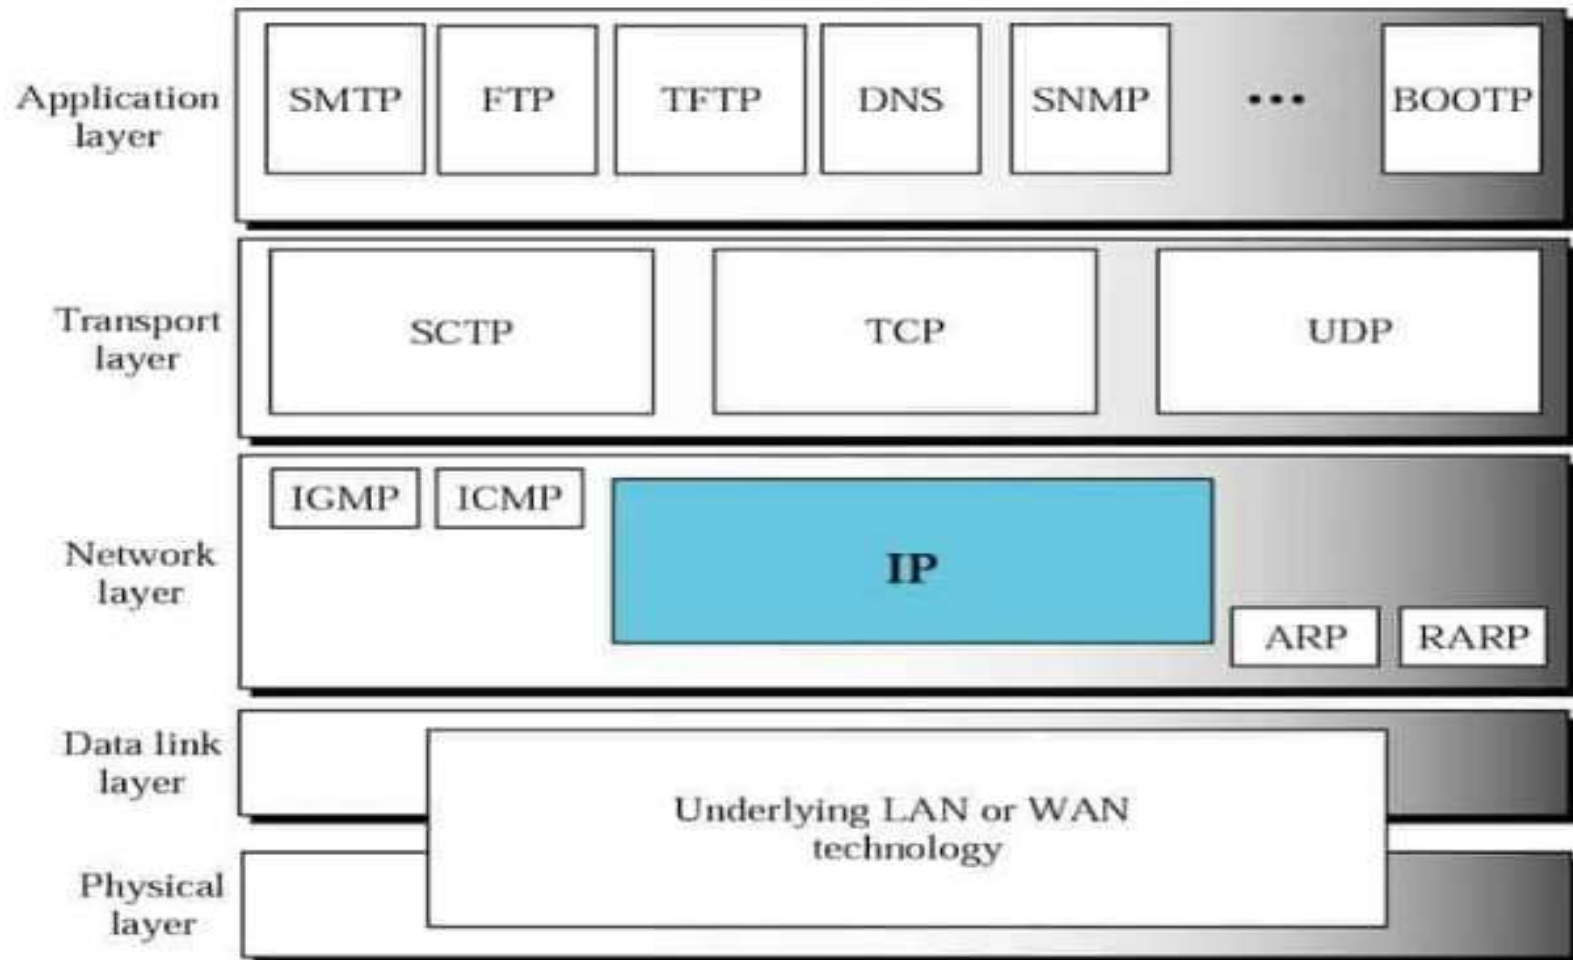 Application
layer
SMTP
FTP
TFTP
DNS
SNMP
•••
BOOTP
Transport
layer
SCTP
TCP
UDP
Network
layer
IGMP
ICMP
IP
ARP
RARP
Data link
layer
Underlying LAN or WAN
technology
Physical
layer